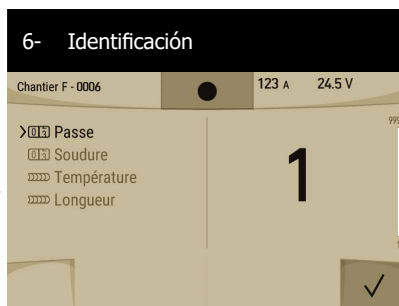 6- Identificación
Chantier F - 0006
123 A 24.5 V
Passe
Soudure
Température
Longueur
1